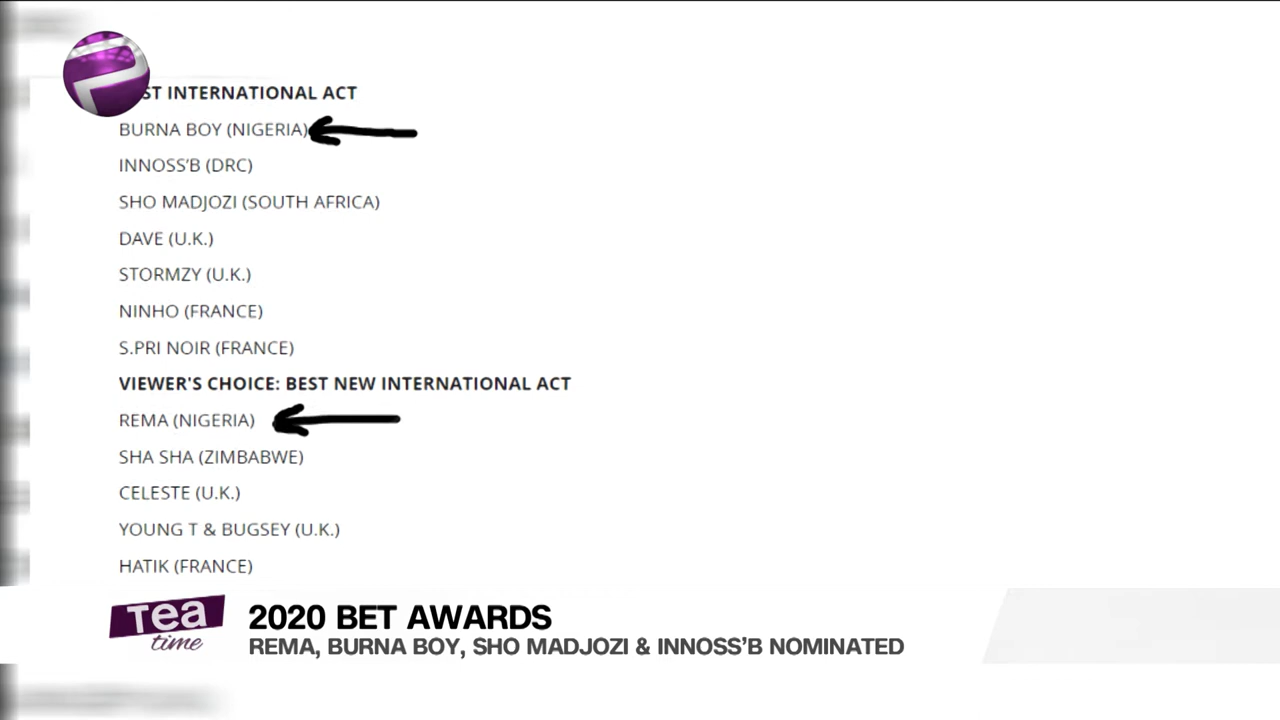 ST INTERNATIONAL ACT
BURNA BOY (NIGERIA)
INNOSS'B (DRC)
SHO MADJOZI (SOUTH AFRICA)
DAVE (U.K.)
STORMZY (U.K.)
NINHO (FRANCE)
S.PRI NOIR (FRANCE)
VIEWER'S CHOICE: BEST NEW INTERNATIONAL ACT
REMA (NIGERIA)
SHA SHA (ZIMBABWE)
CELESTE (U.K.)
YOUNG T & BUGSEY (U.K.)
HATIK (FRANCE)
Tea
time
2020 BET AWARDS
REMA, BURNA BOY, SHO MADJOZI & INNOSS'B NOMINATED